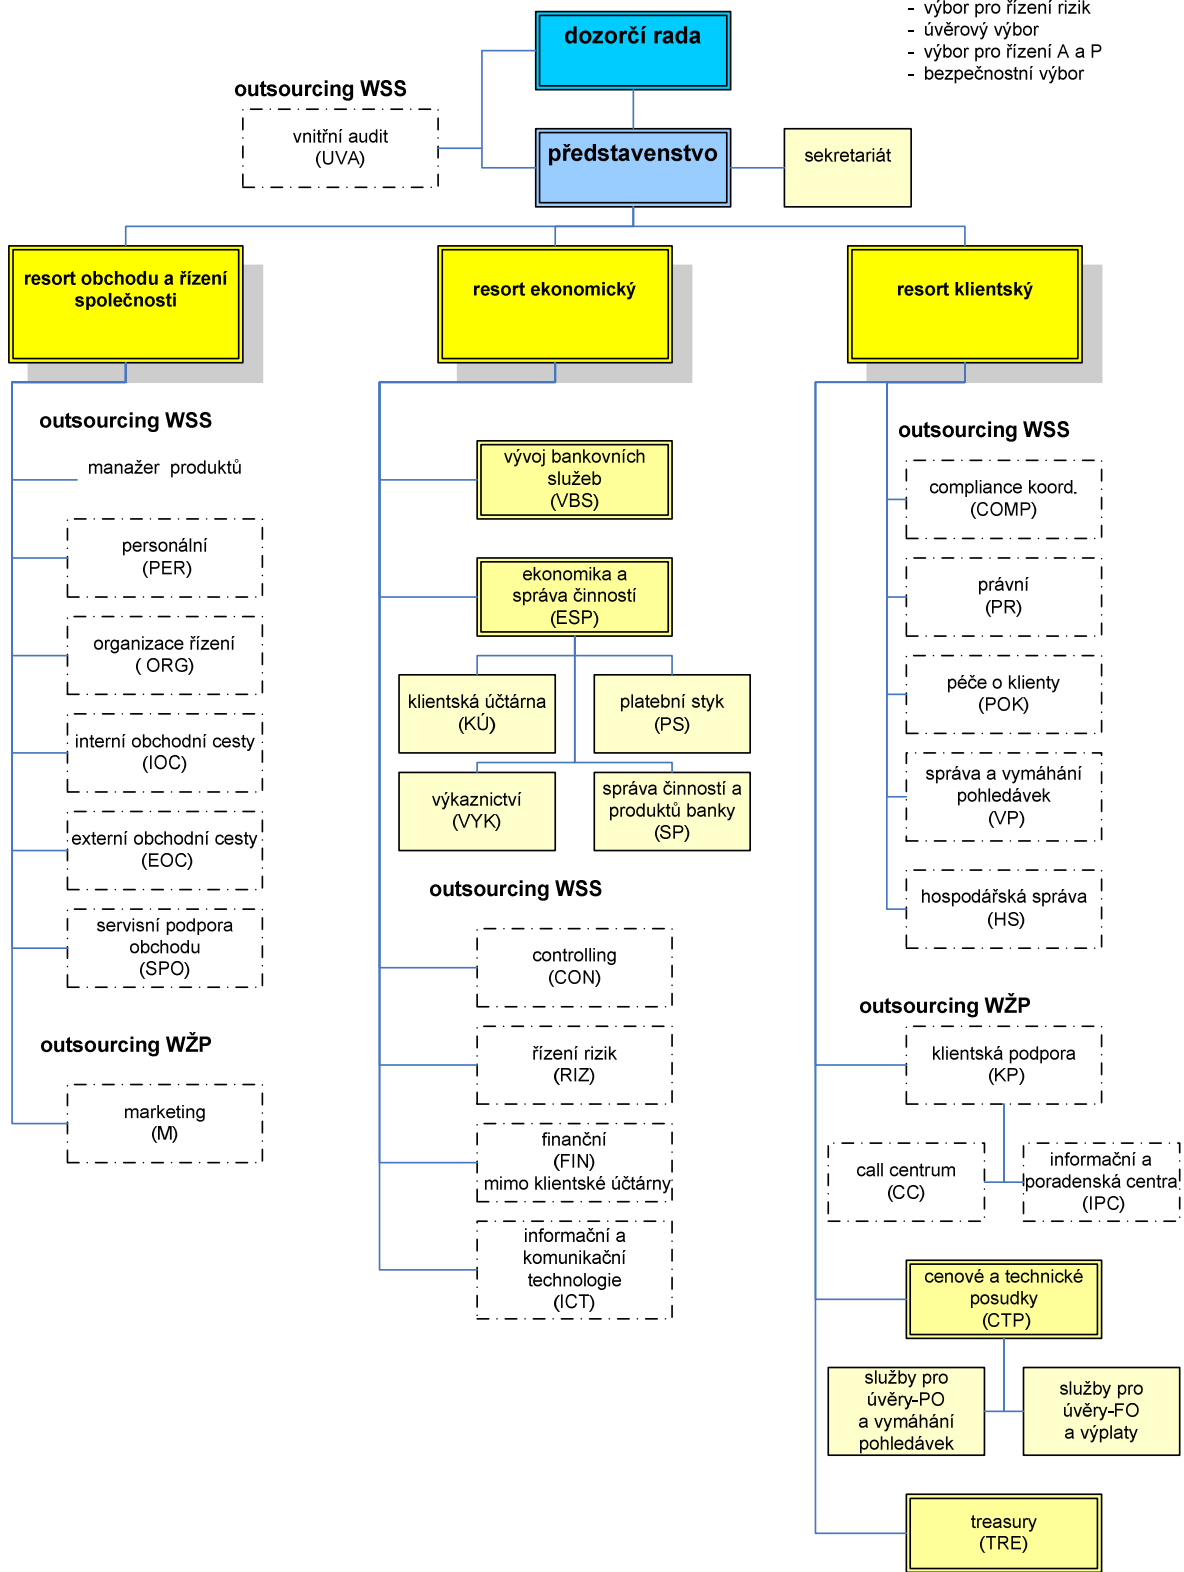 - výbor pro řízení rizik
- úvěrový výbor
- výbor pro řízení A a P
- bezpečnostní výbor
dozorčí rada
outsourcing WSS
vnitřní audit
(UVA)
představenstvo
sekretariát
resort obchodu a řízení
společnosti
resort ekonomický
resort klientský
outsourcing WSS
manažer produktů
personální
(PER)
organizace řízení
( ORG)
interní obchodní cesty
(IOC)
externí obchodní cesty
(EOC)
servisní podpora
obchodu
(SPO)
outsourcing WŽP
marketing
(M)
vývoj bankovních
služeb
(VBS)
ekonomika a
správa činností
(ESP)
klientská účtárna
(KÚ)
platební styk
(PS)
výkaznictví
(VYK)
správa činností a
produktů banky
(SP)
outsourcing WSS
controlling
(CON)
řízení rizik
(RIZ)
finanční
(FIN)
mimo klientské účtárny
informační a
komunikační
technologie
(ICT)
outsourcing WSS
compliance koord.
(COMP)
právní
(PR)
péče o klienty
(POK)
správa a vymáhání
pohledávek
(VP)
hospodářská správa
(HS)
outsourcing WŽP
klientská podpora
(KP)
call centrum
(CC)
informační a
poradenská centra
(IPC)
cenové a technické
posudky
(CTP)
služby pro
úvěry-PO
a vymáhání
pohledávek
služby pro
úvěry-FO
a výplaty
treasury
(TRE)